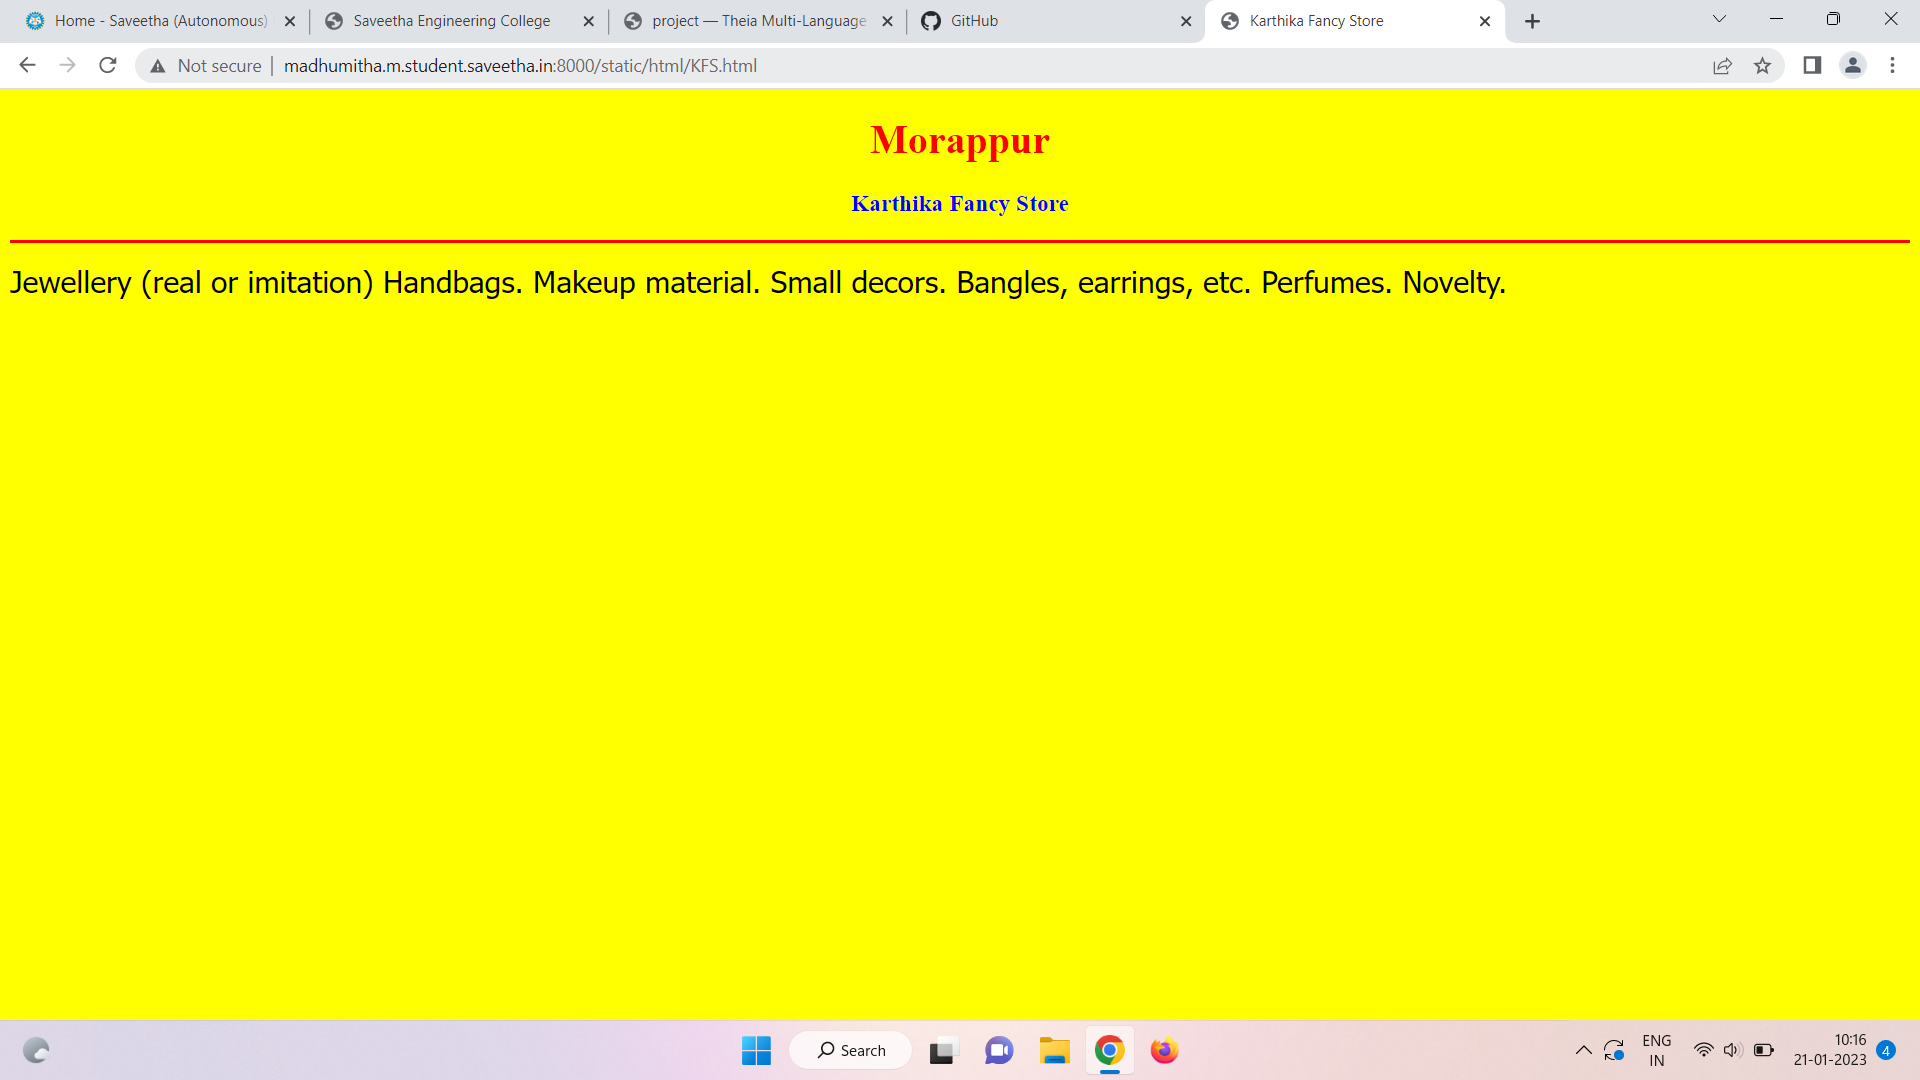 Home - Saveetha (Autonomous)
Saveetha Engineering College
project — Theia Multi-Language
GitHub
Karthika Fancy Store
Not secure
madhumitha.m.student.saveetha.in:8000/static/html/KFS.html
Morappur
Karthika Fancy Store
Jewellery (real or imitation) Handbags. Makeup material. Small decors. Bangles, earrings, etc. Perfumes. Novelty.
Search
ENG
IN
10:16
21-01-2023
4